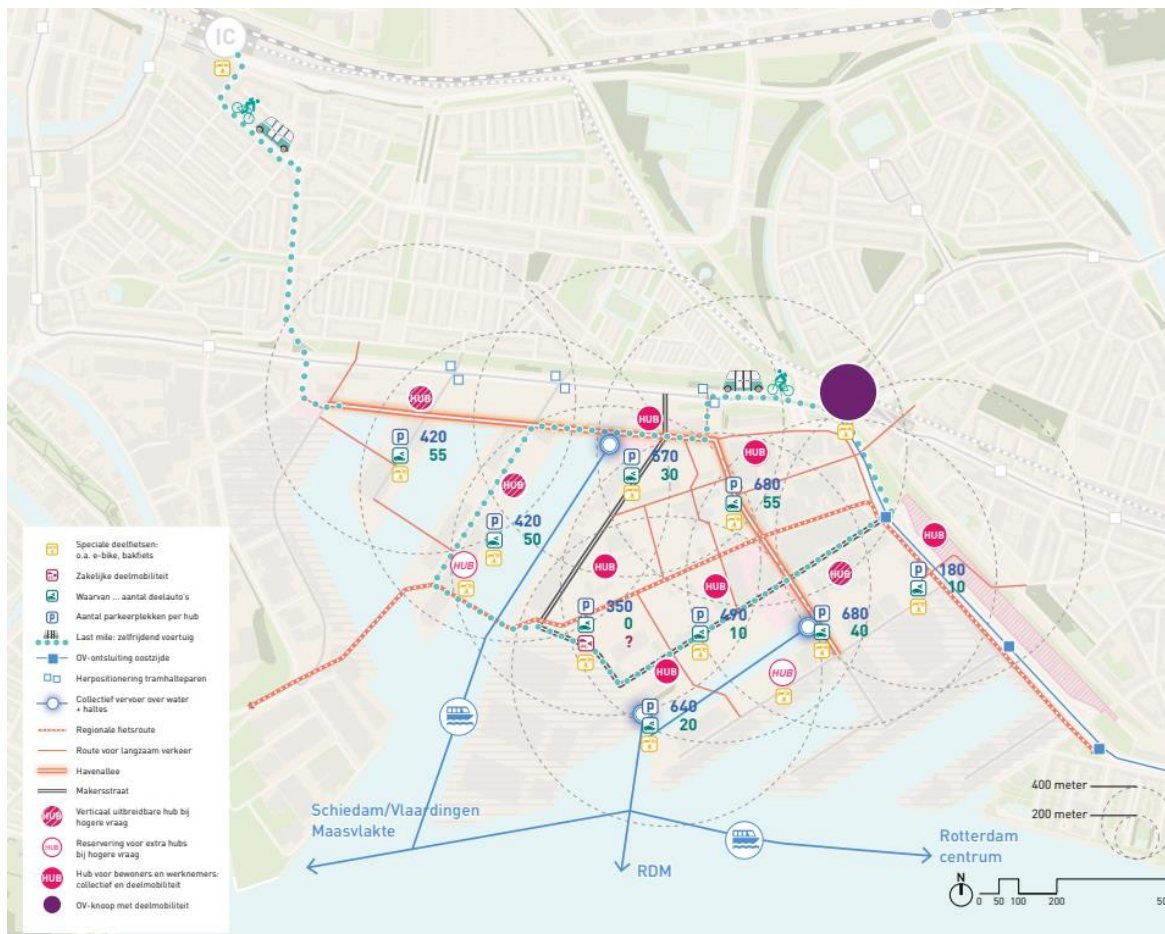 IC
HUB
420
55
HUB
670
30
HUB
680
55
HUB
420
50
HUB
HUB
HUB
HUB
HUB
180
10
350
0
?
490
10
680
40
HUB
HUB
640
20
Speciale deelfietsen:
o.a. e-bike, bakfiets
Zakelijke deelmobiliteit
Waarvan ... aantal deelauto's
Aantal parkeerplekken per hub
Last mile: zelfrijdend voertuig
OV-ontsluiting oostzijde
Herpositionering tramhalteparen
Collectief vervoer over water
+ haltes
Regionale fietsroute
Route voor langzaam verkeer
Havenallee
Makersstraat
HUB
Verticaal uitbreidbare hub bij
hogere vraag
HUB
Reservering voor extra hubs
bij hogere vraag
HUB
Hub voor bewoners en werknemers:
collectief en deelmobiliteit
OV-knoop met deelmobiliteit
Schiedam/Vlaardingen
Maasvlakte
RDM
Rotterdam
centrum
400 meter
200 meter
N
0 50 100 200 50